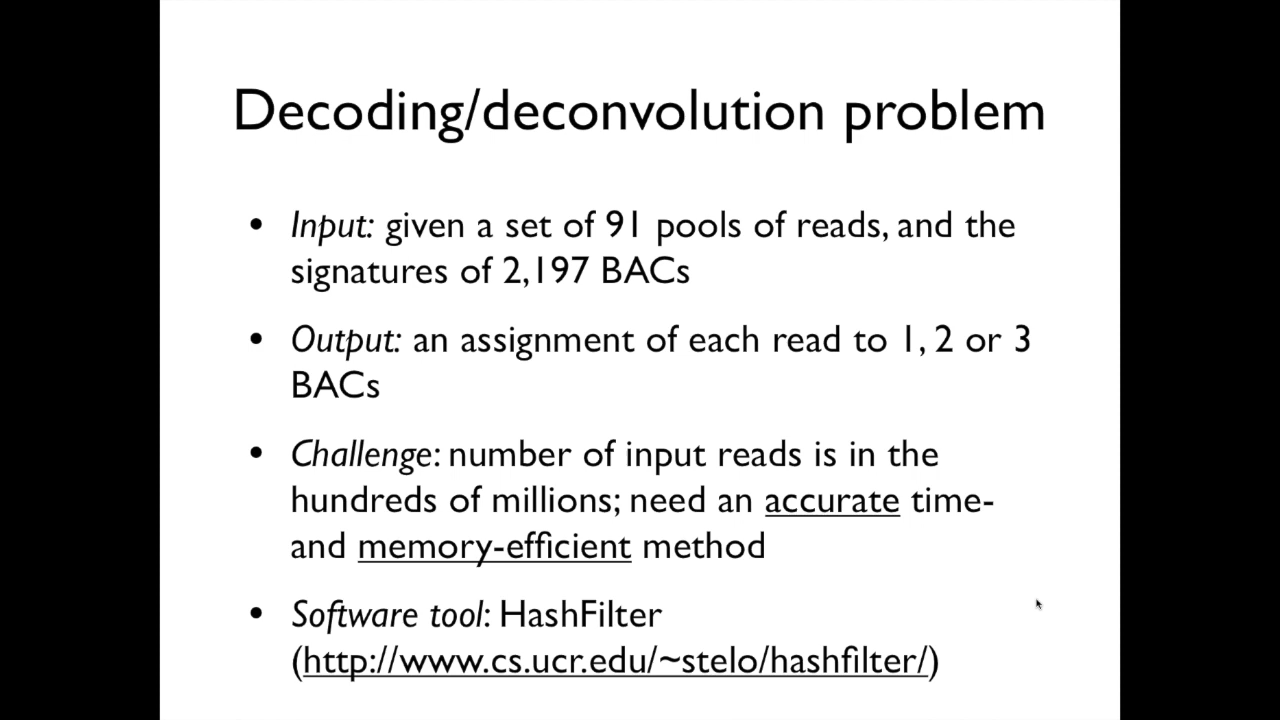 Decoding/deconvolution problem
• Input: given a set of 91 pools of reads, and the
signatures of 2,197 BACs
• Output: an assignment of each read to 1, 2 or 3
BACs
• Challenge: number of input reads is in the
hundreds of millions; need an accurate time-
and memory-efficient method
• Software tool: HashFilter
(http://www.cs.ucr.edu/~stelo/hashfilter/)